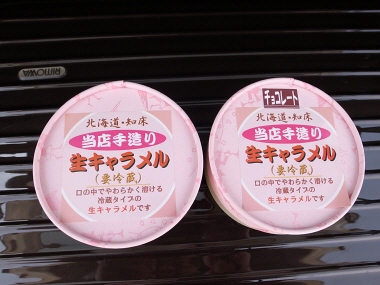 RIMOWA
北海道・知床
当店手造り
生キャラメル
(要冷蔵)
口の中でやわらかく溶ける
冷蔵タイプの
生キャラメルです
チョコレート
北海道・知床
当店手造り
生キャラメル
(要冷蔵)
口の中でやわらかく溶ける
冷蔵タイプの
生キャラメルです